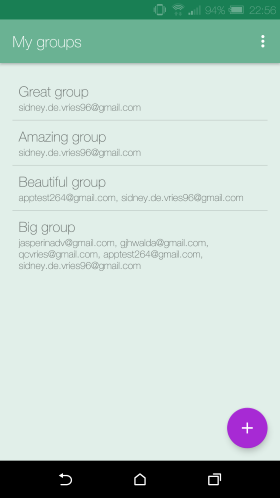 94% 22:56
My groups
Great group
sidney.de.vries96@gmail.com
Amazing group
sidney.de.vries96@gmail.com
Beautiful group
apptest264@gmail.com, sidney.de.vries96@gmail.com
Big group
jasperinadv@gmail.com, gjhwalda@gmail.com,
qcvries@gmail.com, apptest264@gmail.com,
sidney.de.vries96@gmail.com